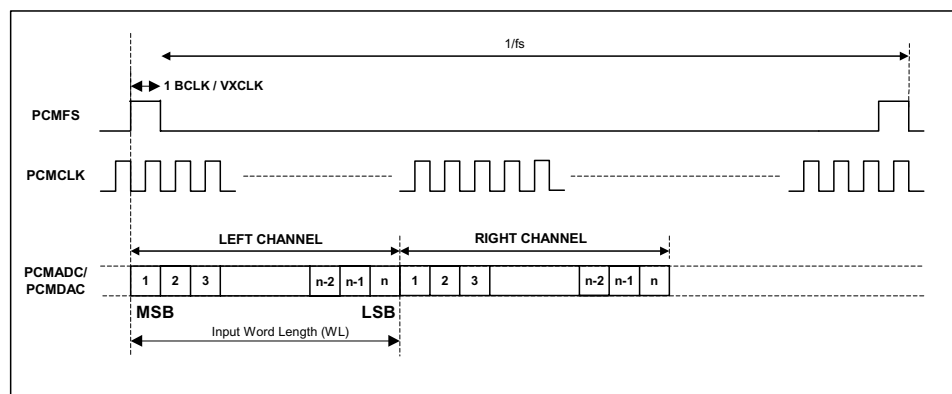 1/fs
1 BCLK / VXCLK
PCMFS
PCMCLK
LEFT CHANNEL RIGHT CHANNEL
PCMADC/
PCMDAC
1 2 3 n-2 n-1 n 1 2 3 n-2 n-1 n
MSB LSB
Input Word Length (WL)